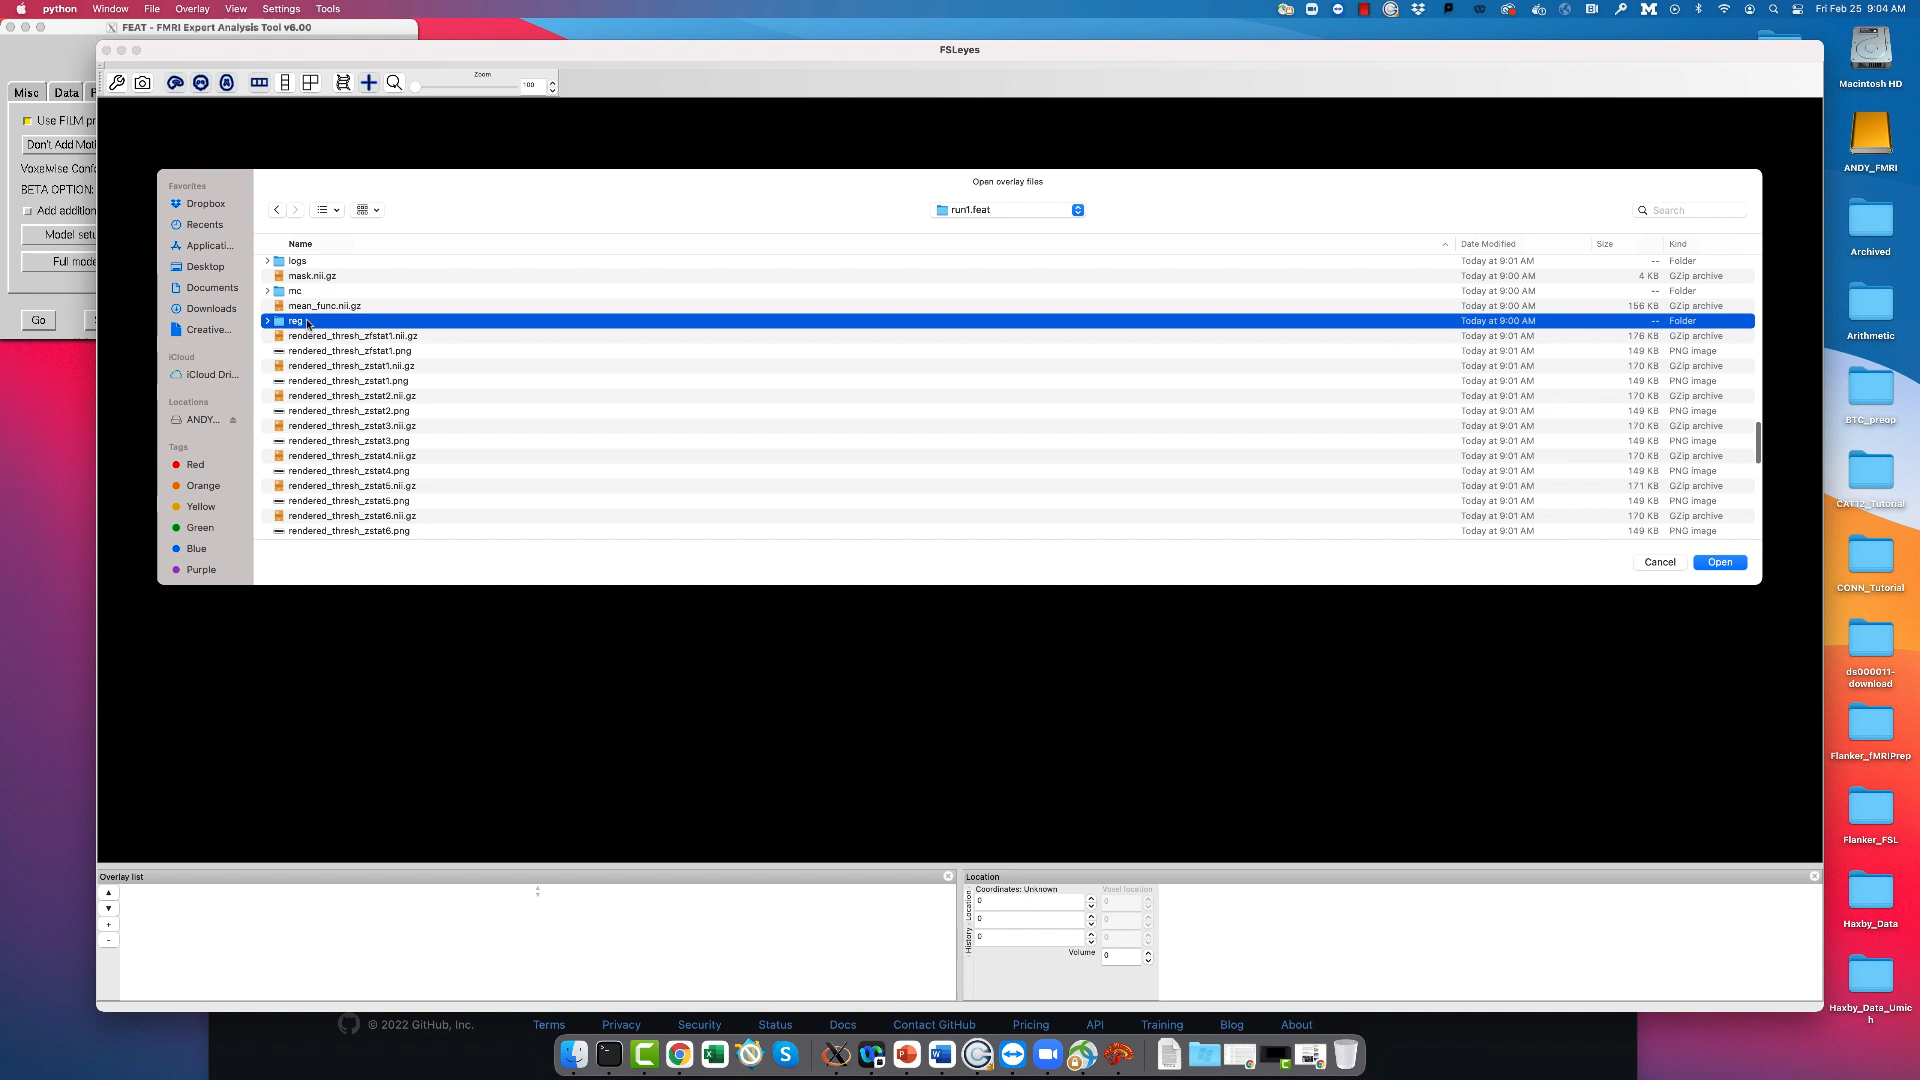 python Window File Overlay View Settings Tools
Fri Feb 25 9:04 AM
FEAT - FMRI Expert Analysis Tool v6.00
FSLeyes
Zoom
100
Misc Data
Use FILM pr
Don't Add Moti
Voxelwise Confo
BETA OPTION:
Add addition
Model setu
Full mode
Go
Open overlay files
Favorites
Dropbox
Recents
Applicati...
Desktop
Documents
Downloads
Creative...
iCloud
iCloud Dri...
Locations
ANDY...
Tags
Red
Orange
Yellow
Green
Blue
Purple
run1.feat
Search
Name Date Modified Size Kind
logs Today at 9:01 AM -- Folder
mask.nii.gz Today at 9:00 AM 4 KB GZip archive
mc Today at 9:01 AM -- Folder
mean_func.nii.gz Today at 9:00 AM 156 KB GZip archive
reg Today at 9:00 AM -- Folder
rendered_thresh_zfstat1.nii.gz Today at 9:01 AM 176 KB GZip archive
rendered_thresh_zfstat1.png Today at 9:01 AM 149 KB PNG image
rendered_thresh_zstat1.nii.gz Today at 9:01 AM 170 KB GZip archive
rendered_thresh_zstat1.png Today at 9:01 AM 149 KB PNG image
rendered_thresh_zstat2.nii.gz Today at 9:01 AM 170 KB GZip archive
rendered_thresh_zstat2.png Today at 9:01 AM 149 KB PNG image
rendered_thresh_zstat3.nii.gz Today at 9:01 AM 170 KB GZip archive
rendered_thresh_zstat3.png Today at 9:01 AM 149 KB PNG image
rendered_thresh_zstat4.nii.gz Today at 9:01 AM 170 KB GZip archive
rendered_thresh_zstat4.png Today at 9:01 AM 149 KB PNG image
rendered_thresh_zstat5.nii.gz Today at 9:01 AM 171 KB GZip archive
rendered_thresh_zstat5.png Today at 9:01 AM 149 KB PNG image
rendered_thresh_zstat6.nii.gz Today at 9:01 AM 170 KB GZip archive
rendered_thresh_zstat6.png Today at 9:01 AM 149 KB PNG image
Cancel Open
Macintosh HD
ANDY_FMRI
Archived
Arithmetic
BTC_preop
CAT12_Tutorial
CONN_Tutorial
ds000011-
download
Flanker_fMRIPrep
Flanker_FSL
Haxby_Data
Haxby_Data_Umic
h
Overlay list
Location
Coordinates: Unknown Voxel location
0 0
0 0
0 0
Volume 0
Location
History
© 2022 GitHub, Inc. Terms Privacy Security Status Docs Contact GitHub Pricing API Training Blog About